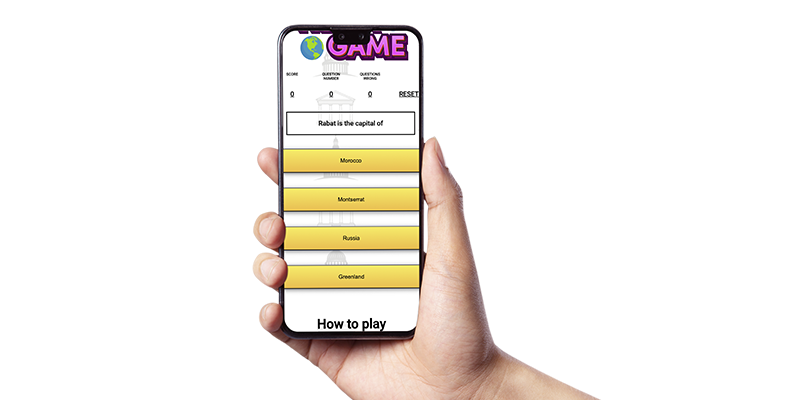 GAME
SCORE
QUESTION
NUMBER
QUESTIONS
WRONG
0
0
0
RESET
Rabat is the capital of
Morocco
Montserrat
Russia
Greenland
How to play